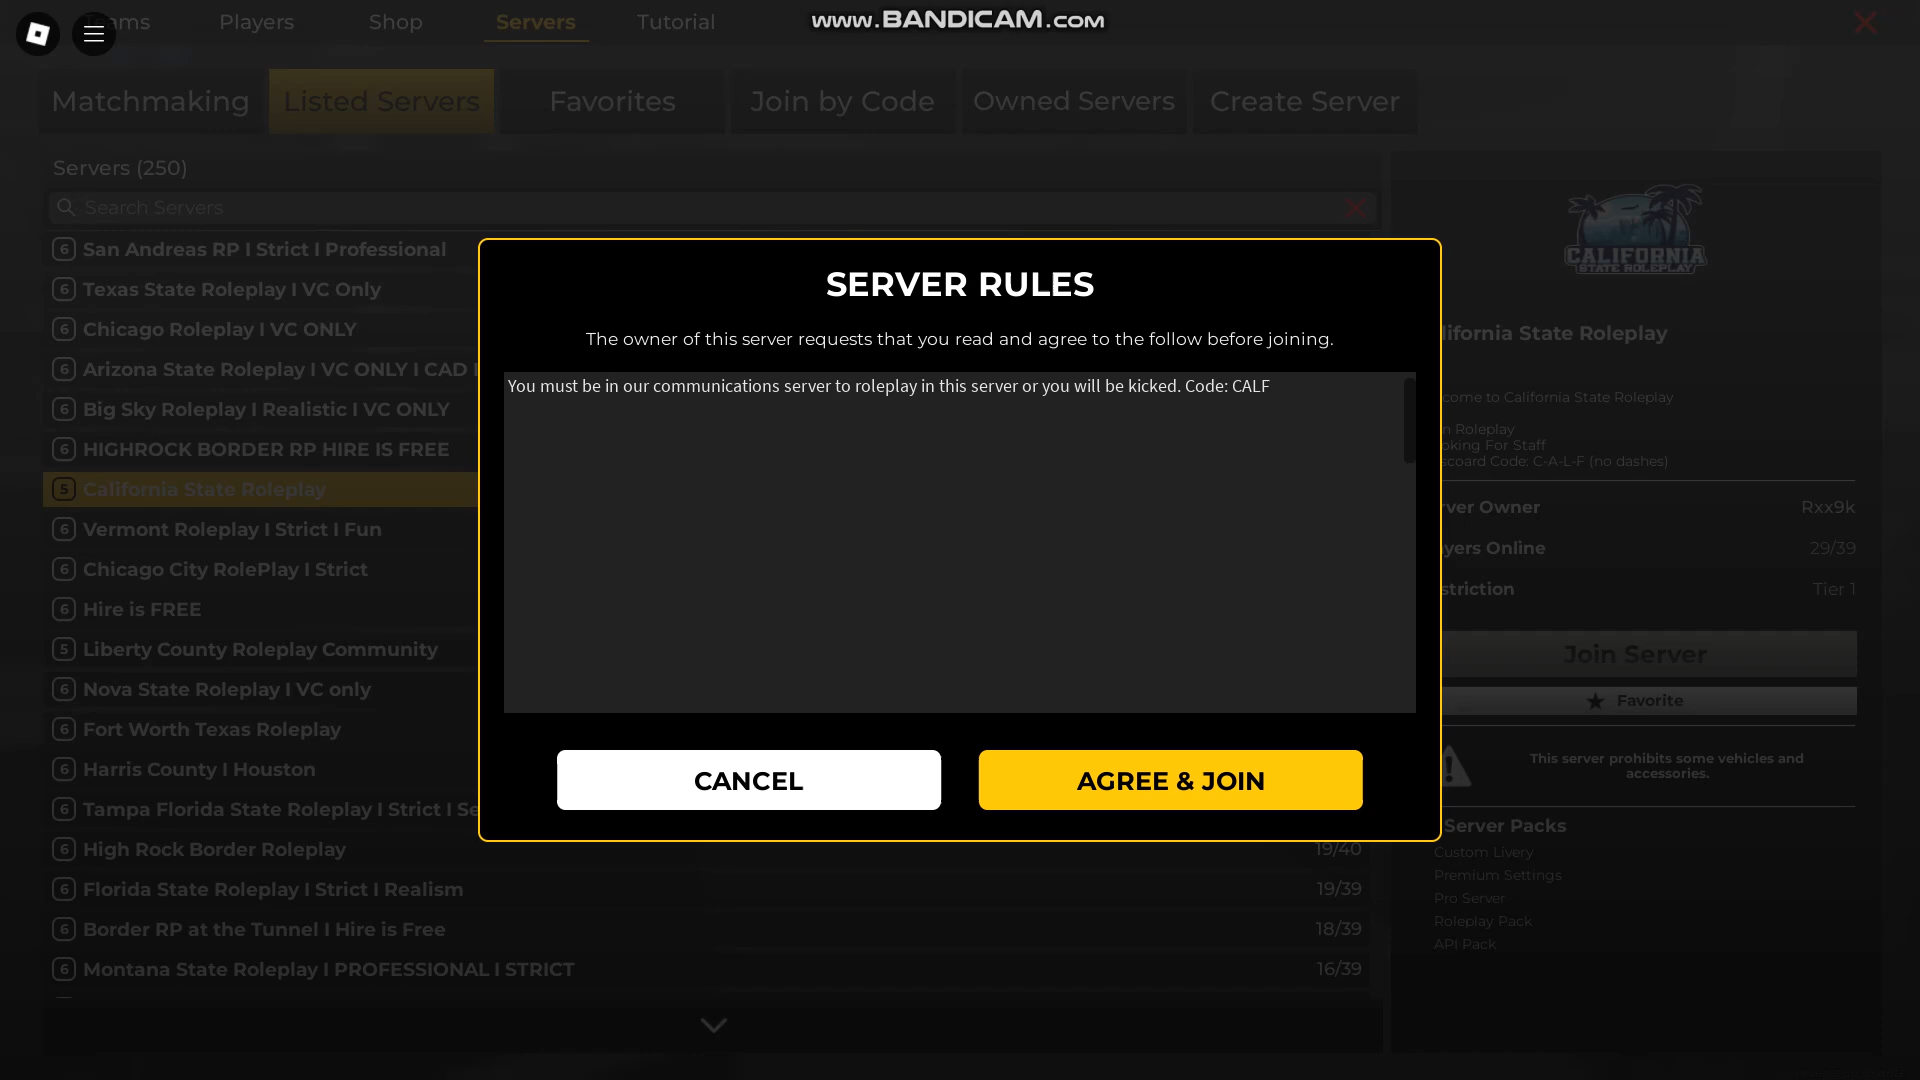 Teams Players Shop Servers Tutorial
www.BANDICAM.com
Matchmaking Listed Servers Favorites Join by Code Owned Servers Create Server
Servers (250)
Search Servers
6 San Andreas RP I Strict I Professional
6 Texas State Roleplay I VC Only
6 Chicago Roleplay I VC ONLY
6 Arizona State Roleplay I VC ONLY I CAD I
6 Big Sky Roleplay I Realistic I VC ONLY
6 HIGHROCK BORDER RP HIRE IS FREE
5 California State Roleplay
6 Vermont Roleplay I Strict I Fun
6 Chicago City RolePlay I Strict
6 Hire is FREE
5 Liberty County Roleplay Community
6 Nova State Roleplay I VC only
6 Fort Worth Texas Roleplay
6 Harris County I Houston
6 Tampa Florida State Roleplay I Strict I Se
6 High Rock Border Roleplay 19/40
6 Florida State Roleplay I Strict I Realism 19/39
6 Border RP at the Tunnel I Hire is Free 18/39
6 Montana State Roleplay I PROFESSIONAL I STRICT 16/39
SERVER RULES
The owner of this server requests that you read and agree to the follow before joining.
You must be in our communications server to roleplay in this server or you will be kicked. Code: CALF
CANCEL AGREE & JOIN
CALIFORNIA
STATE ROLEPLAY
lifornia State Roleplay
come to California State Roleplay
n Roleplay
oking For Staff
scoard Code: C-A-L-F (no dashes)
rver Owner Rxx9k
yers Online 29/39
striction Tier 1
Join Server
Favorite
This server prohibits some vehicles and
accessories.
Server Packs
Custom Livery
Premium Settings
Pro Server
Roleplay Pack
API Pack